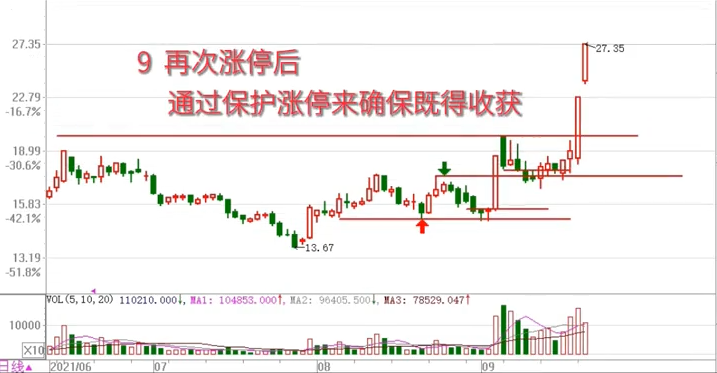 27.35
9 再次涨停后
通过保护涨停来确保既得收获
27.35
22.79
-16.7%
18.99
-30.6%
15.83
-42.1%
13.67
13.19
-51.8%
VOL(5,10,20) 110210.000↓, MA1: 104853.000↑, MA2: 96405.500↓, MA3: 78529.047↑
10000
X10
日线 2021/06 07 08 09